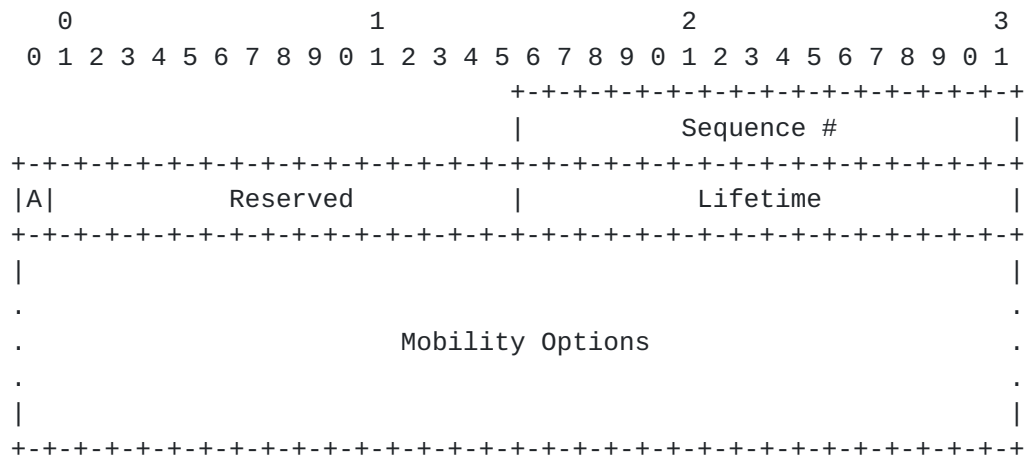 0                   1                   2                   3
 0 1 2 3 4 5 6 7 8 9 0 1 2 3 4 5 6 7 8 9 0 1 2 3 4 5 6 7 8 9 0 1
                                +-+-+-+-+-+-+-+-+-+-+-+-+-+-+-+-+
                                |          Sequence #           |
+-+-+-+-+-+-+-+-+-+-+-+-+-+-+-+-+-+-+-+-+-+-+-+-+-+-+-+-+-+-+-+-+
|A|           Reserved          |           Lifetime            |
+-+-+-+-+-+-+-+-+-+-+-+-+-+-+-+-+-+-+-+-+-+-+-+-+-+-+-+-+-+-+-+-+
|                                                               |
.                                                               .
.                        Mobility Options                       .
.                                                               .
|                                                               |
+-+-+-+-+-+-+-+-+-+-+-+-+-+-+-+-+-+-+-+-+-+-+-+-+-+-+-+-+-+-+-+-+